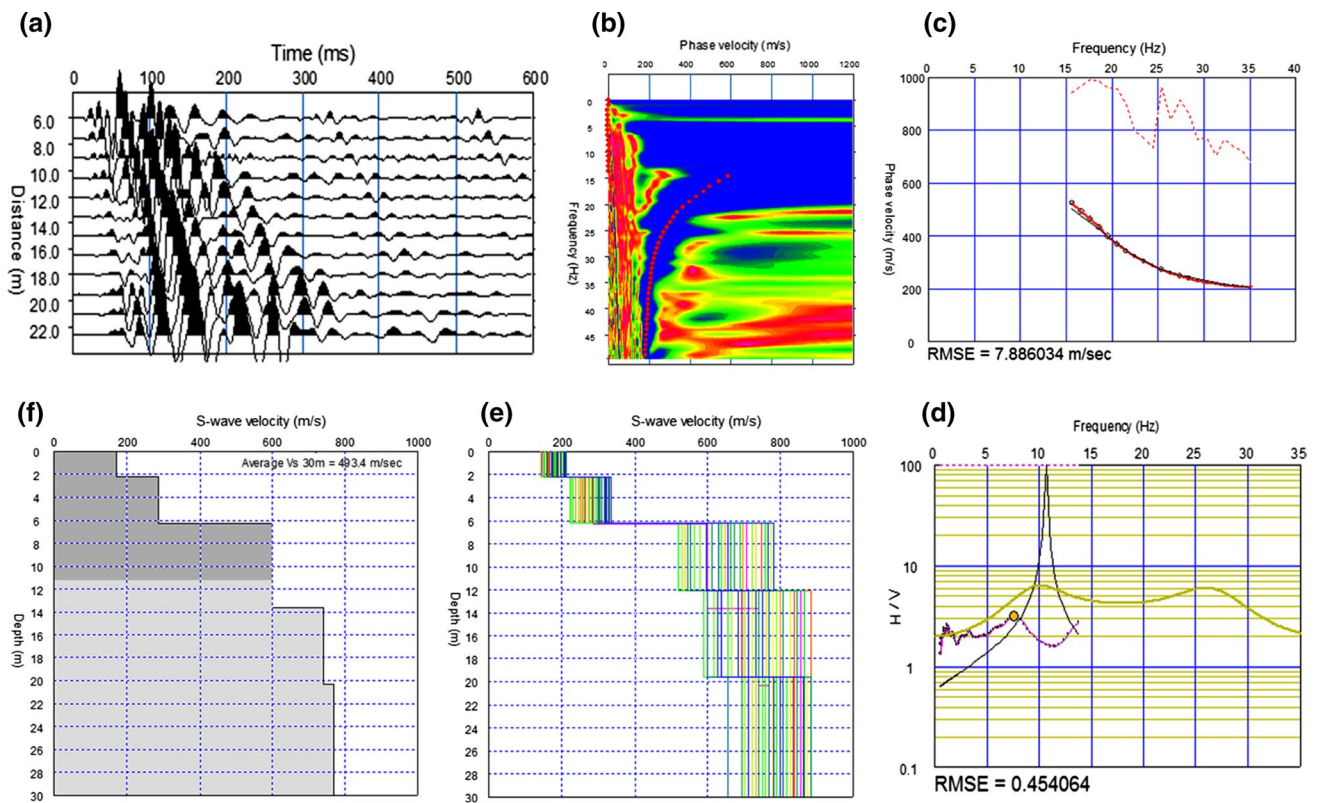 (a)
Time (ms)
0 100 200 300 400 500 600
Distance (m)
6.0
8.0
10.0
12.0
14.0
16.0
18.0
20.0
22.0
(b)
Phase velocity (m/s)
0 200 400 600 800 1000 1200
Frequency (Hz)
0
5
10
15
20
25
30
35
40
45
(c)
Frequency (Hz)
0 5 10 15 20 25 30 35 40
Phase velocity (m/s)
1000
800
600
400
200
0
RMSE = 7.886034 m/sec
(f)
S-wave velocity (m/s)
0 200 400 600 800 1000
Average Vs 30m = 493.4 m/sec
Depth (m)
0
2
4
6
8
10
12
14
16
18
20
22
24
26
28
30
(e)
S-wave velocity (m/s)
0 200 400 600 800 1000
Depth (m)
0
2
4
6
8
10
12
14
16
18
20
22
24
26
28
30
(d)
Frequency (Hz)
0 5 10 15 20 25 30 35
H / V
100
10
1
0.1
RMSE = 0.454064